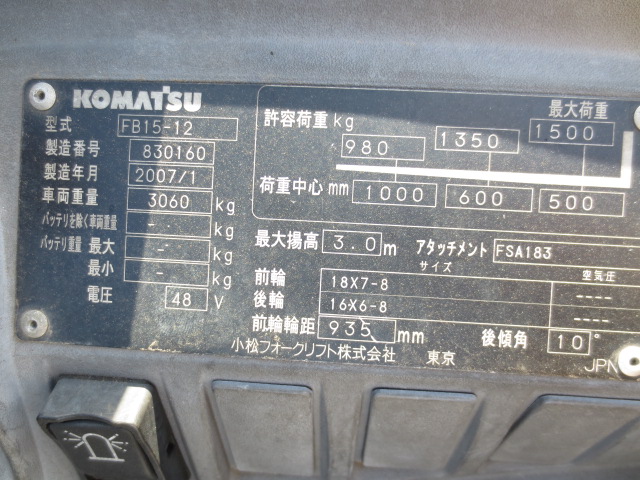 KOMATSU
型式 FB15-12
製造番号 830160
製造年月 2007/1
車両重量 3060 kg
バッテリを除く車両重量 - kg
バッテリ重量 最大 - kg
最小 - kg
電圧 48 V
許容荷重 kg 980 1350 最大荷重 1500
荷重中心 mm 1000 600 500
最大揚高 3.0 m アタッチメント FSA183
サイズ 空気圧
前輪 18X7-8 ----
後輪 16X6-8 ----
前輪輪距 935 mm 後傾角 10°
小松フォークリフト株式会社 東京 JPN